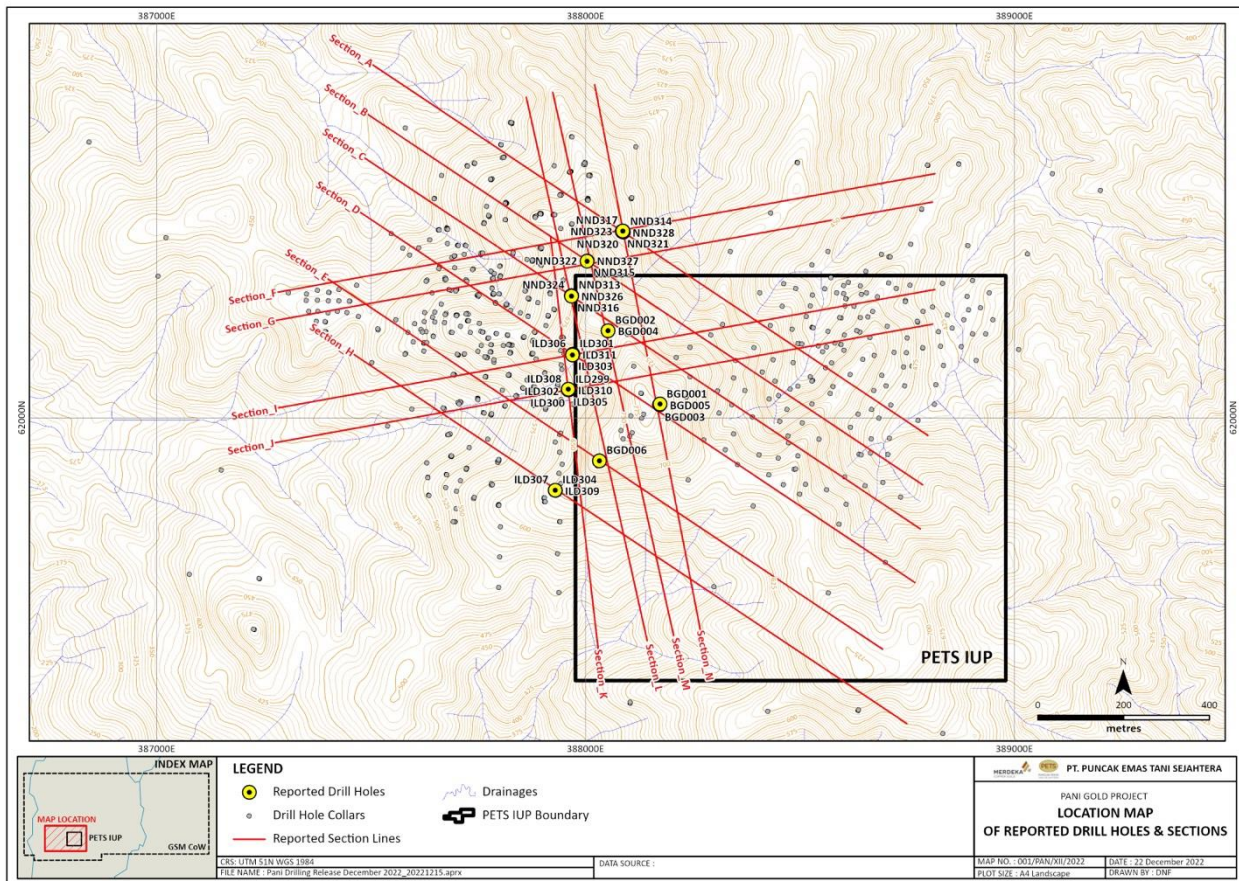 387000E
388000E
389000E
Section_A
Section_B
Section_C
Section_D
Section_E
Section_F
Section_G
Section_H
Section_I
Section_J
Section_K
Section_L
Section_M
Section_N
NND317
NND314
NND323
NND328
NND320
NND321
NND322
NND327
NND315
NND324
NND313
NND326
NND316
BGD002
BGD004
ILD306
ILD301
ILD311
ILD303
ILD308
ILD299
ILD302
ILD310
ILD300
ILD305
BGD001
BGD005
BGD003
BGD006
ILD307
ILD304
ILD309
62000N
62000N
PETS IUP
N
0 200 400
metres
387000E
388000E
389000E
INDEX MAP
MAP LOCATION
PETS IUP
GSM CoW
LEGEND
Reported Drill Holes
Drill Hole Collars
Reported Section Lines
Drainages
PETS IUP Boundary
CRS: UTM 51N WGS 1984
FILE NAME : Pani Drilling Release December 2022_20221215.aprx
DATA SOURCE :
MERDEKA
PETS
PT. PUNCAK EMAS TANI SEJAHTERA
PANI GOLD PROJECT
LOCATION MAP
OF REPORTED DRILL HOLES & SECTIONS
MAP NO. : 001/PAN/XII/2022
DATE : 22 December 2022
PLOT SIZE : A4 Landscape
DRAWN BY : DNF